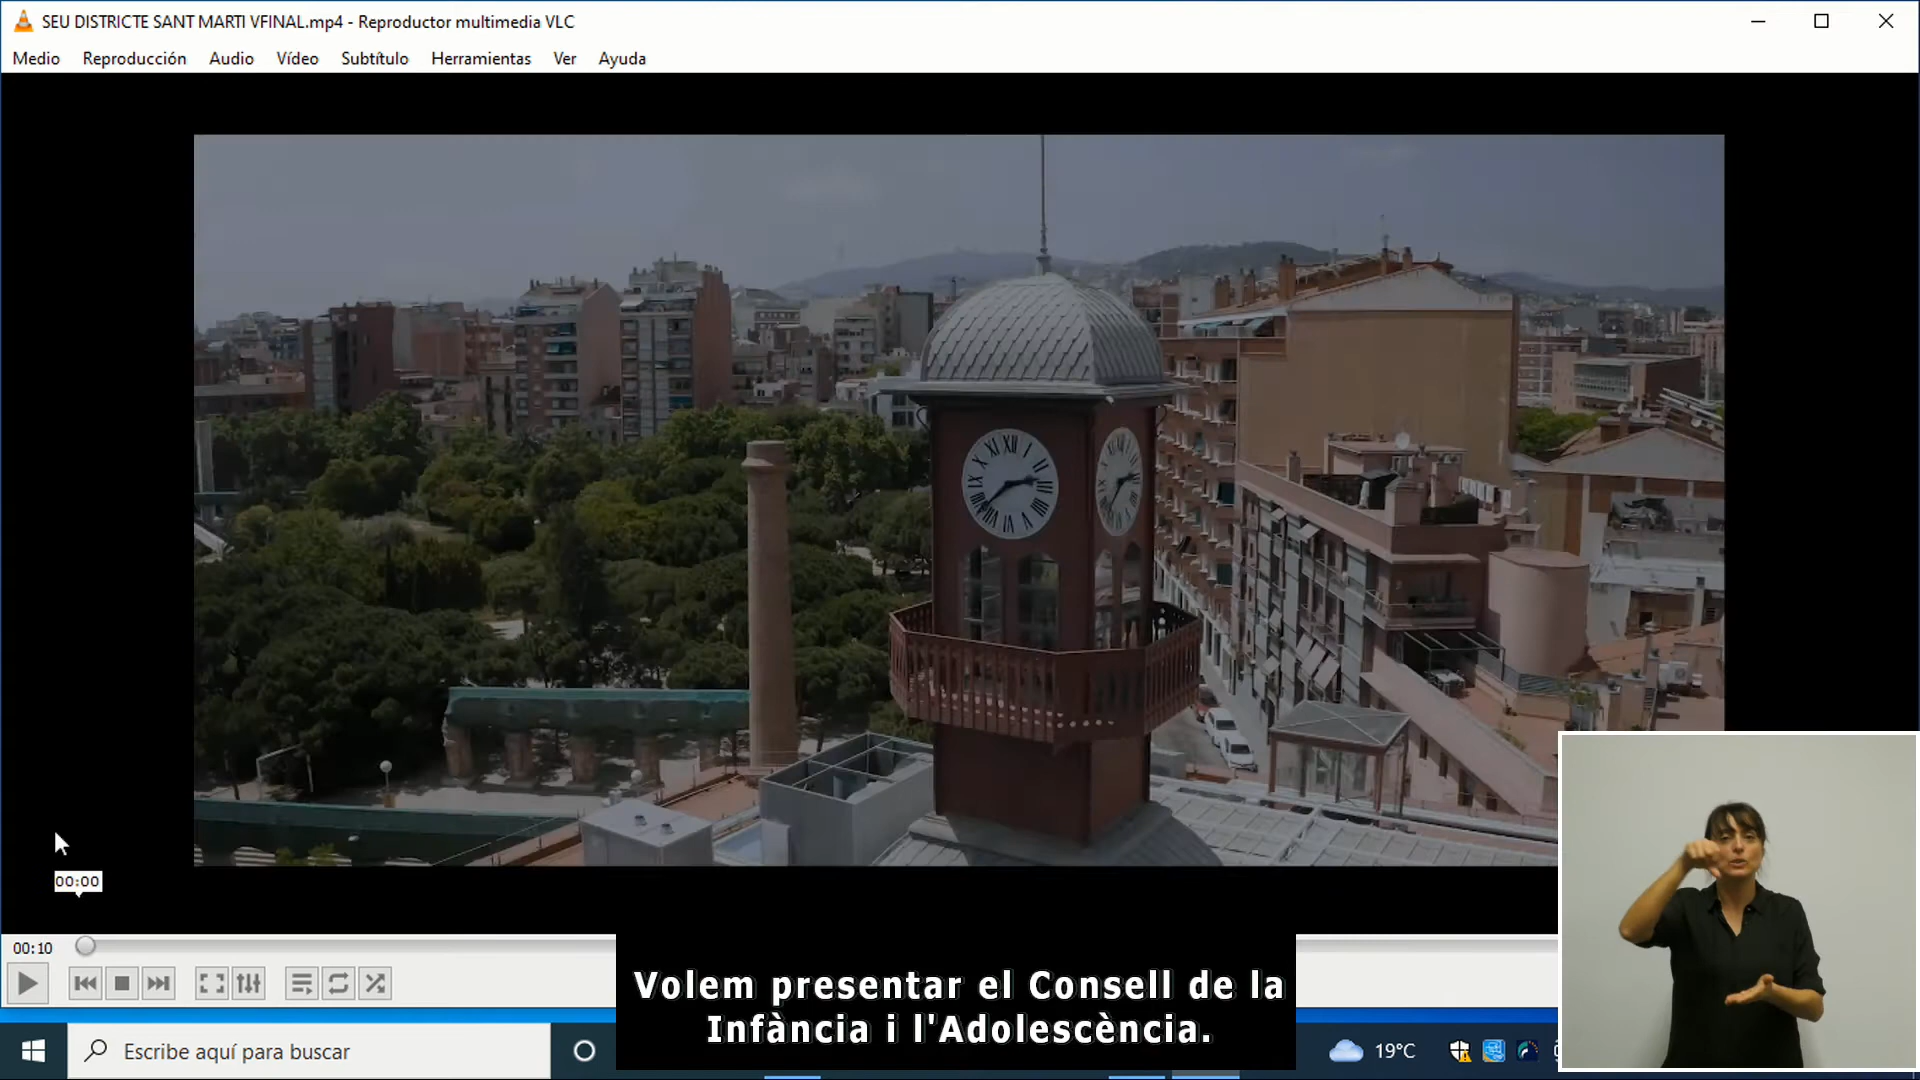 SEU DISTRICTE SANT MARTI VFINAL.mp4 - Reproductor multimedia VLC
Medio Reproducción Audio Vídeo Subtítulo Herramientas Ver Ayuda
00:00
00:10
Volem presentar el Consell de la
Infància i l'Adolescència.
Escribe aquí para buscar
19°C